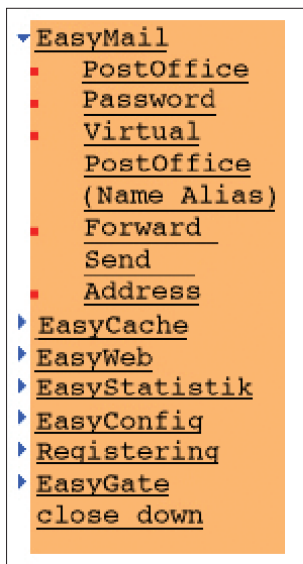 EasyMail
PostOffice
Password
Virtual
PostOffice
(Name Alias)
Forward
Send
Address
EasyCache
EasyWeb
EasyStatistik
EasyConfig
Registering
EasyGate
close down